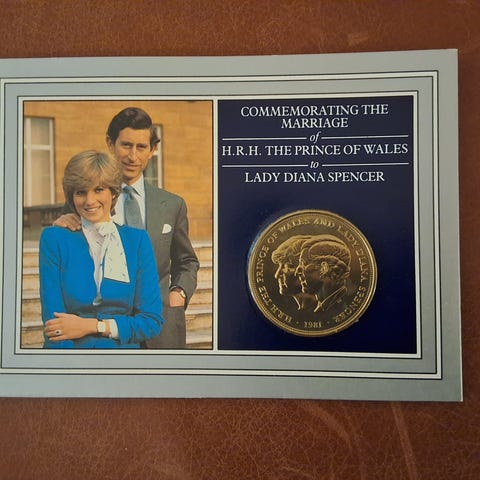 COMMEMORATING THE
MARRIAGE
of
H.R.H. THE PRINCE OF WALES
to
LADY DIANA SPENCER
H.R.H. THE PRINCE OF WALES AND LADY DIANA SPENCER
· 1981 ·